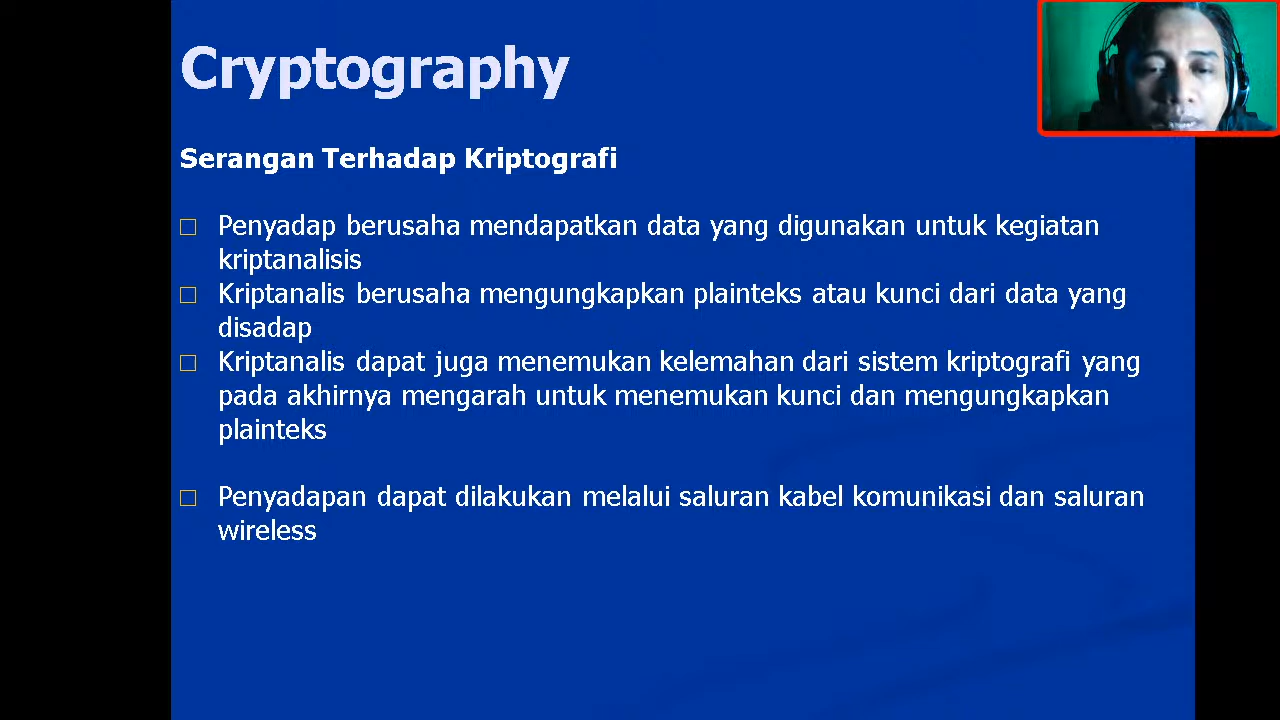 Cryptography
Serangan Terhadap Kriptografi
Penyadap berusaha mendapatkan data yang digunakan untuk kegiatan
kriptanalisis
Kriptanalis berusaha mengungkapkan plainteks atau kunci dari data yang
disadap
Kriptanalis dapat juga menemukan kelemahan dari sistem kriptografi yang
pada akhirnya mengarah untuk menemukan kunci dan mengungkapkan
plainteks
Penyadapan dapat dilakukan melalui saluran kabel komunikasi dan saluran
wireless